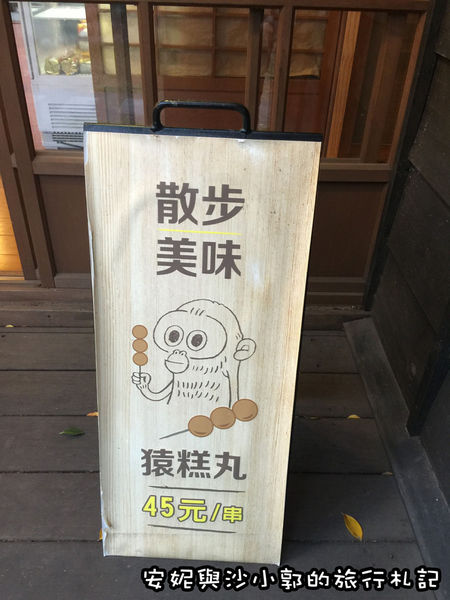 散步
美味
猿糕丸
45元/串
安妮與沙小郭的旅行札記